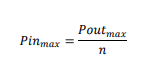 Pin_max = Pout_max / n